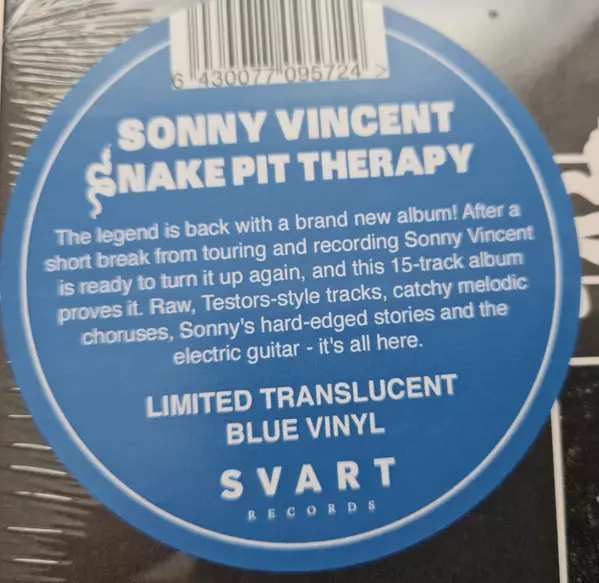 6 430077 095724 >
SONNY VINCENT
SNAKE PIT THERAPY
The legend is back with a brand new album! After a
short break from touring and recording Sonny Vincent
is ready to turn it up again, and this 15-track album
proves it. Raw, Testors-style tracks, catchy melodic
choruses, Sonny's hard-edged stories and the
electric guitar - it's all here.
LIMITED TRANSLUCENT
BLUE VINYL
SVART
RECORDS